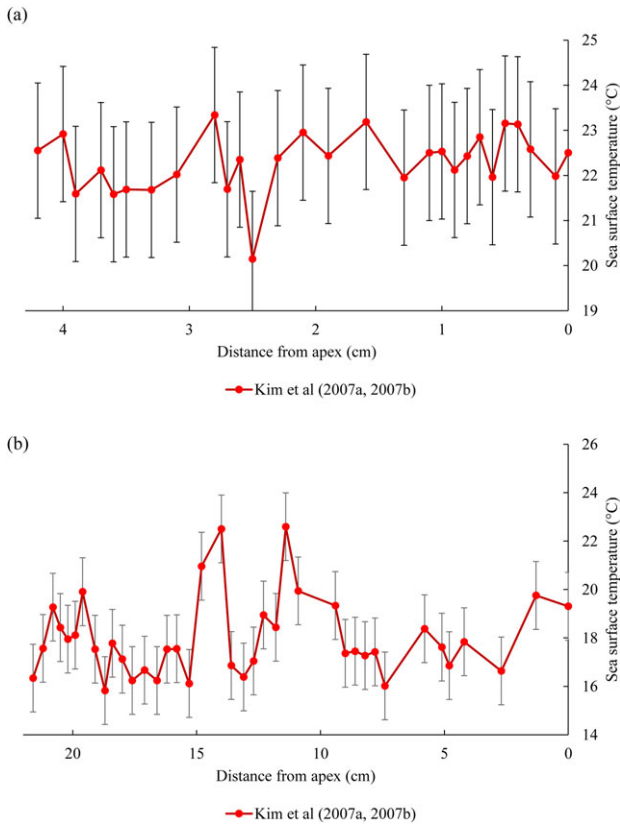 (a)
25
24
23
22
21
20
19
Sea surface temperature (°C)
4 3 2 1 0
Distance from apex (cm)
Kim et al (2007a, 2007b)
(b)
26
24
22
20
18
16
14
Sea surface temperature (°C)
20 15 10 5 0
Distance from apex (cm)
Kim et al (2007a, 2007b)